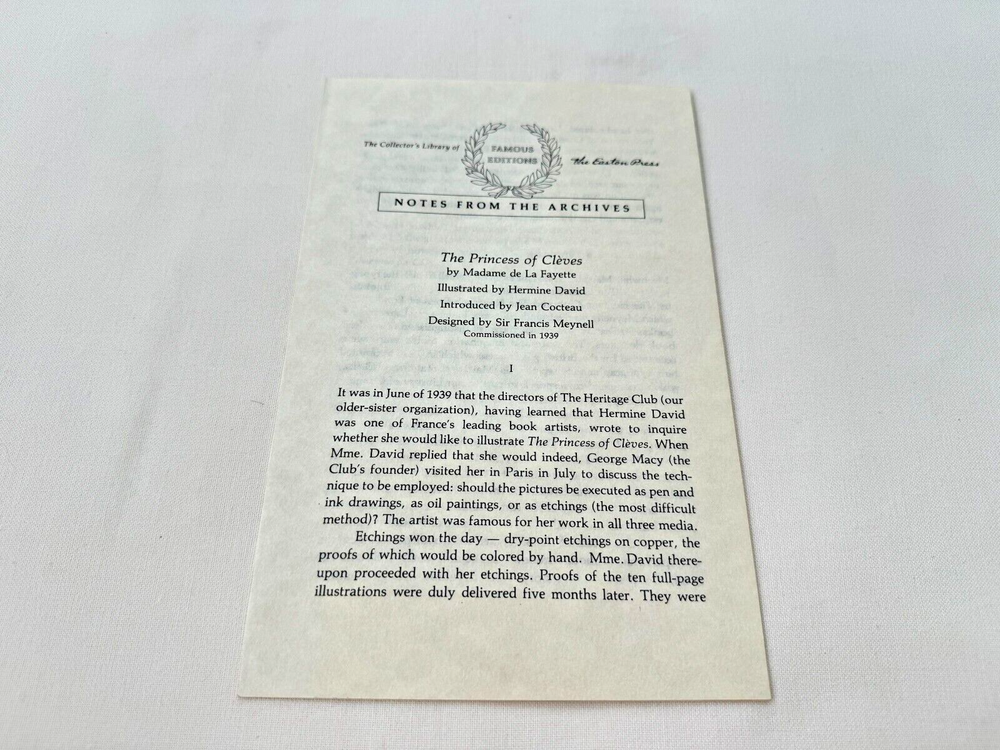 The Collector's Library of
FAMOUS
EDITIONS
the Easton Press
NOTES FROM THE ARCHIVES
The Princess of Clèves
by Madame de La Fayette
Illustrated by Hermine David
Introduced by Jean Cocteau
Designed by Sir Francis Meynell
Commissioned in 1939
I
It was in June of 1939 that the directors of The Heritage Club (our
older-sister organization), having learned that Hermine David
was one of France's leading book artists, wrote to inquire
whether she would like to illustrate The Princess of Clèves. When
Mme. David replied that she would indeed, George Macy (the
Club's founder) visited her in Paris in July to discuss the tech-
nique to be employed: should the pictures be executed as pen and
ink drawings, as oil paintings, or as etchings (the most difficult
method)? The artist was famous for her work in all three media.
Etchings won the day — dry-point etchings on copper, the
proofs of which would be colored by hand. Mme. David there-
upon proceeded with her etchings. Proofs of the ten full-page
illustrations were duly delivered five months later. They were